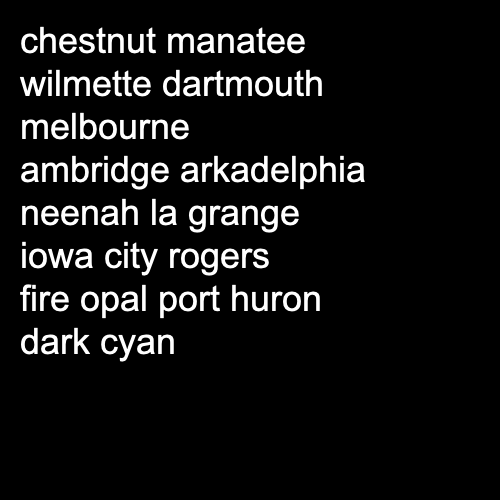 chestnut manatee
wilmette dartmouth
melbourne
ambridge arkadelphia
neenah la grange
iowa city rogers
fire opal port huron
dark cyan